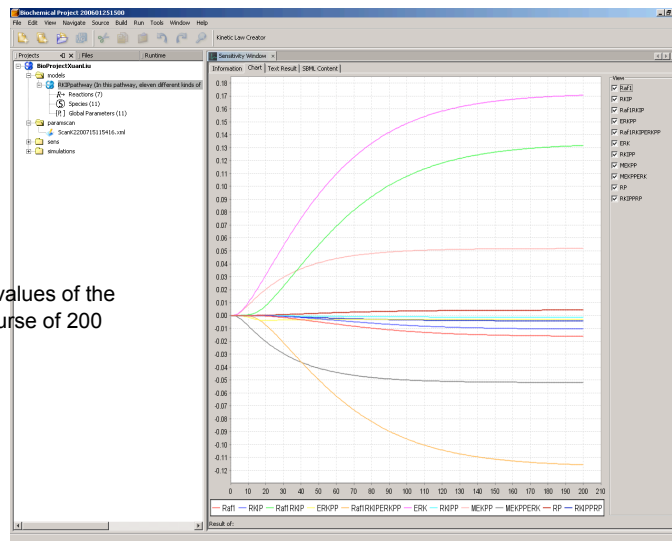 Biochemical Project 200601251500
File Edit View Navigate Source Build Run Tools Window Help
Kinetic Law Creator
Projects Files Runtime
BioProjectXuanLiu
models
RKIPpathway (In this pathway, eleven different kinds of
Reactions (7)
Species (11)
Global Parameters (11)
paramscan
ScanK2200715115416.xml
sens
simulations
values of the
urse of 200
Sensitivity Window
Information Chart Text Result SBML Content
0.18
0.17
0.16
0.15
0.14
0.13
0.12
0.11
0.10
0.09
0.08
0.07
0.06
0.05
0.04
0.03
0.02
0.01
0.00
-0.01
-0.02
-0.03
-0.04
-0.05
-0.06
-0.07
-0.08
-0.09
-0.10
-0.11
-0.12
0 10 20 30 40 50 60 70 80 90 100 110 120 130 140 150 160 170 180 190 200 210
Raf1 RKIP Raf1RKIP ERKPP Raf1RKIPERKPP ERK RKIPP MEKPP MEKPPERK RP RKIPPRP
View
Raf1
RKIP
Raf1RKIP
ERKPP
Raf1RKIPERKPP
ERK
RKIPP
MEKPP
MEKPPERK
RP
RKIPPRP
Result of: